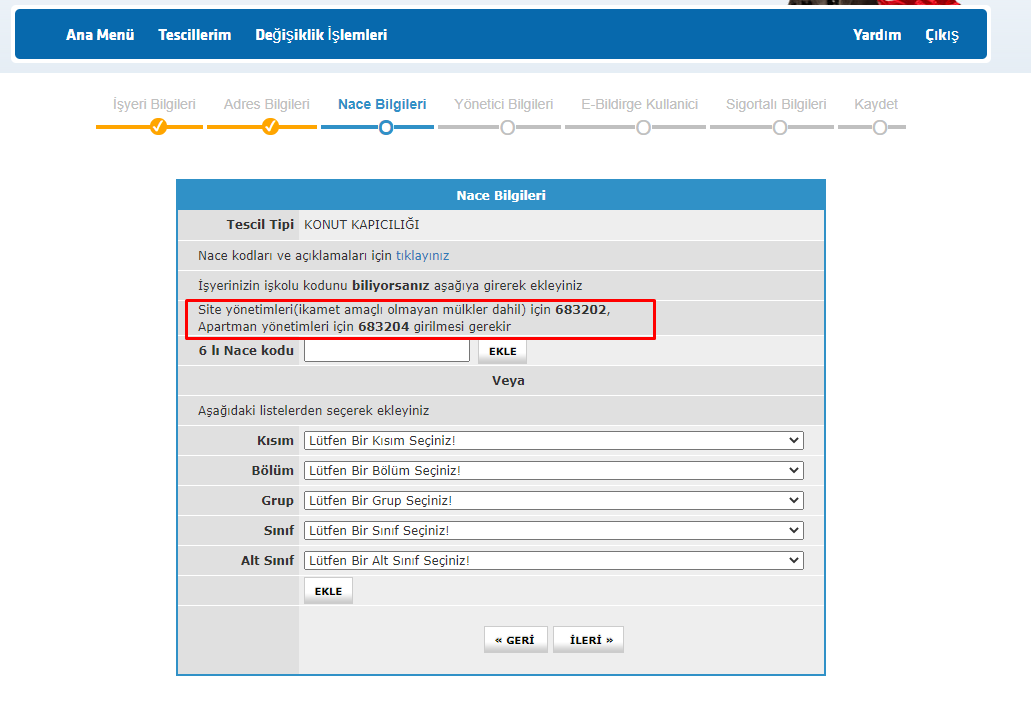 Ana Menü Tescillerim Değişiklik İşlemleri Yardım Çıkış
İşyeri Bilgileri Adres Bilgileri Nace Bilgileri Yönetici Bilgileri E-Bildirge Kullanici Sigortalı Bilgileri Kaydet
Nace Bilgileri
Tescil Tipi KONUT KAPICILIĞI
Nace kodları ve açıklamaları için tıklayınız
İşyerinizin işkolu kodunu biliyorsanız aşağıya girerek ekleyiniz
Site yönetimleri(ikamet amaçlı olmayan mülkler dahil) için 683202,
Apartman yönetimleri için 683204 girilmesi gerekir
6 lı Nace kodu EKLE
Veya
Aşağıdaki listelerden seçerek ekleyiniz
Kısım Lütfen Bir Kısım Seçiniz!
Bölüm Lütfen Bir Bölüm Seçiniz!
Grup Lütfen Bir Grup Seçiniz!
Sınıf Lütfen Bir Sınıf Seçiniz!
Alt Sınıf Lütfen Bir Alt Sınıf Seçiniz!
EKLE
« GERİ İLERİ »